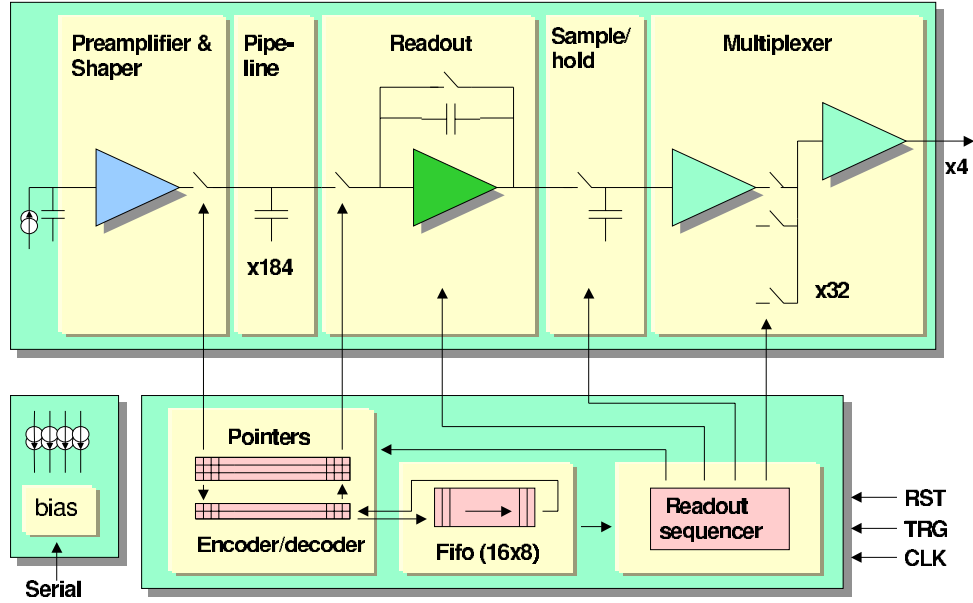 Preamplifier &
Shaper
Pipe-
line
Readout
Sample/
hold
Multiplexer
x4
x184
x32
Pointers
Encoder/decoder
Fifo (16x8)
Readout
sequencer
RST
TRG
CLK
bias
Serial